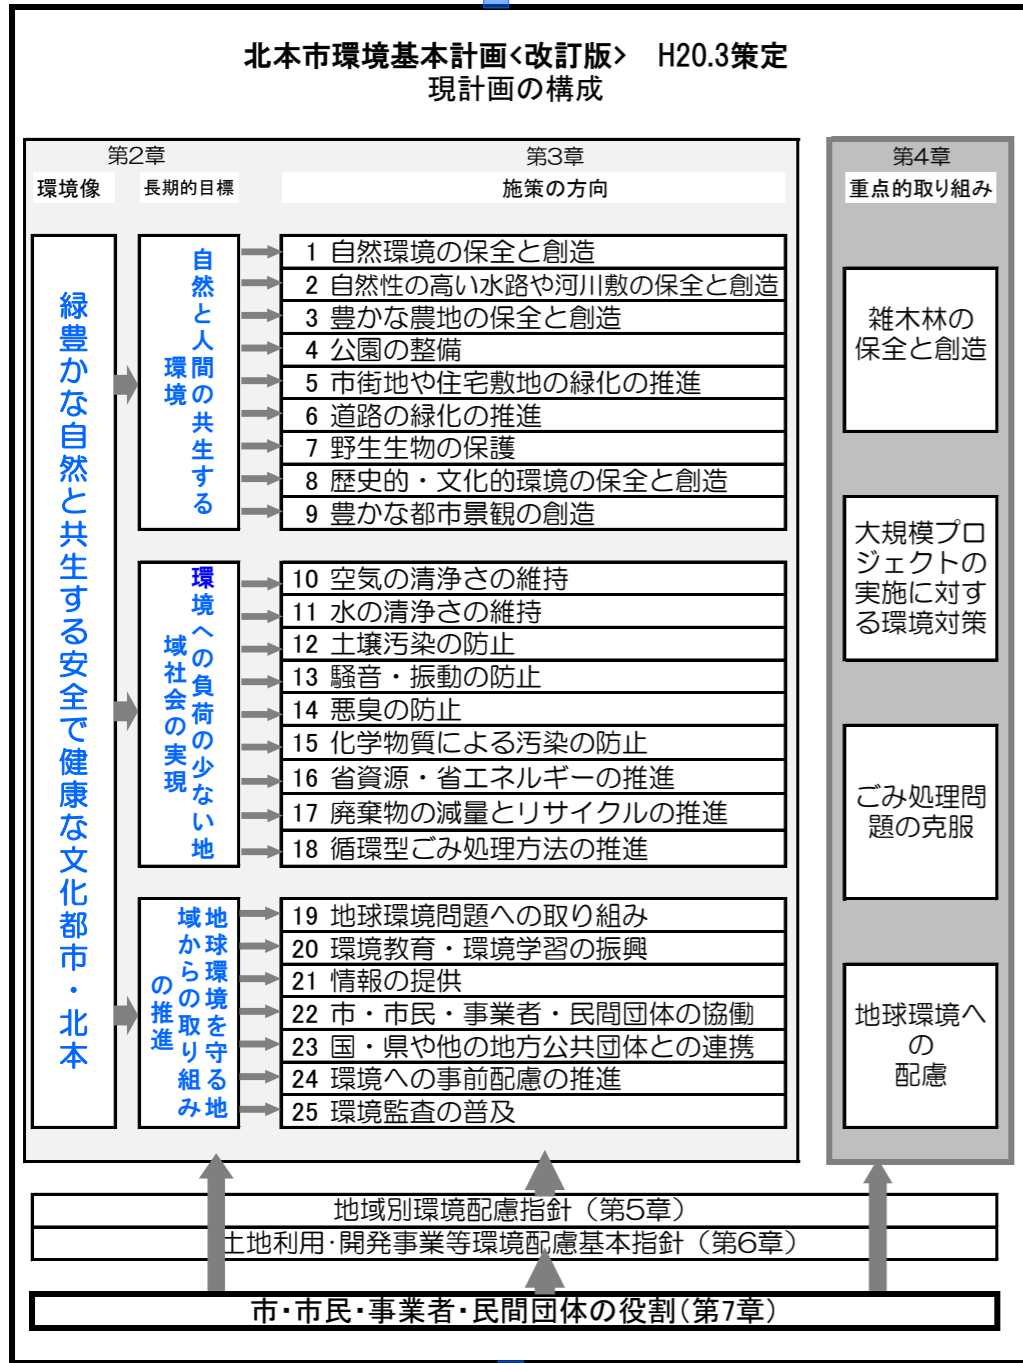 北本市環境基本計画<改訂版>　H20.3策定
現計画の構成
第2章
環境像
長期的目標
緑豊かな自然と共生する安全で健康な文化都市・北本
自然と人間の共生する
環境
環境への負荷の少ない地
域社会の実現
地球環境を守る地
域からの取り組み
の推進
第3章
施策の方向
1 自然環境の保全と創造
2 自然性の高い水路や河川敷の保全と創造
3 豊かな農地の保全と創造
4 公園の整備
5 市街地や住宅敷地の緑化の推進
6 道路の緑化の推進
7 野生生物の保護
8 歴史的・文化的環境の保全と創造
9 豊かな都市景観の創造
10 空気の清浄さの維持
11 水の清浄さの維持
12 土壌汚染の防止
13 騒音・振動の防止
14 悪臭の防止
15 化学物質による汚染の防止
16 省資源・省エネルギーの推進
17 廃棄物の減量とリサイクルの推進
18 循環型ごみ処理方法の推進
19 地球環境問題への取り組み
20 環境教育・環境学習の振興
21 情報の提供
22 市・市民・事業者・民間団体の協働
23 国・県や他の地方公共団体との連携
24 環境への事前配慮の推進
25 環境監査の普及
第4章
重点的取り組み
雑木林の
保全と創造
大規模プロ
ジェクトの
実施に対す
る環境対策
ごみ処理問
題の克服
地球環境へ
の
配慮
地域別環境配慮指針（第5章）
土地利用･開発事業等環境配慮基本指針（第6章）
市･市民･事業者･民間団体の役割(第7章)